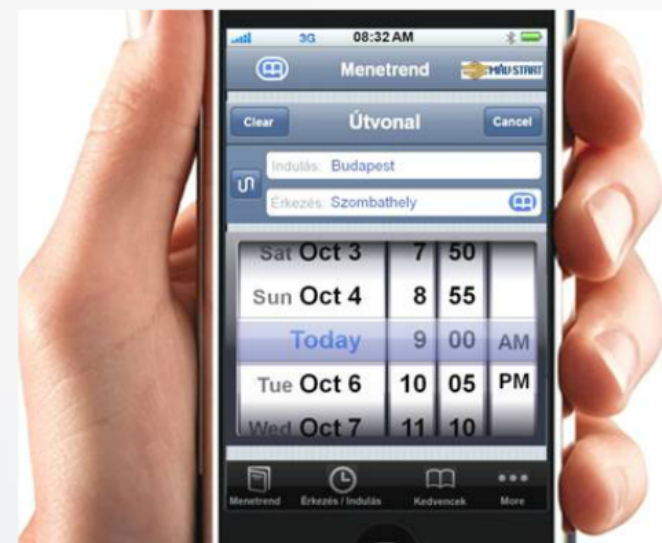 3G 08:32 AM
Menetrend MÁV-START
Clear Útvonal Cancel
Indulás: Budapest
Érkezés: Szombathely
Sat Oct 3 7 50
Sun Oct 4 8 55
Today 9 00 AM
Tue Oct 6 10 05 PM
Wed Oct 7 11 10
Menetrend Érkezés / Indulás Kedvencek More